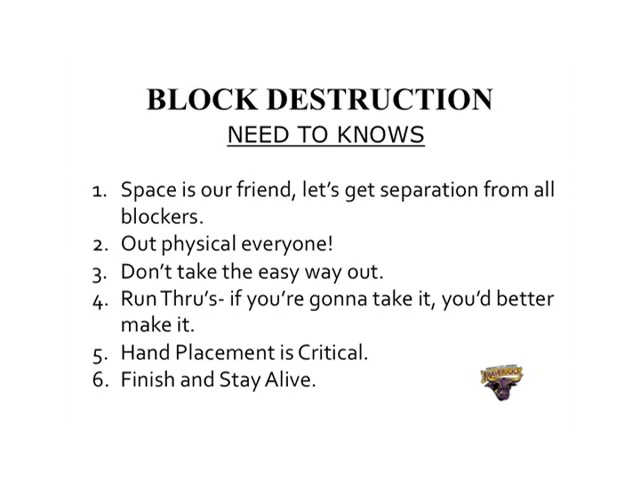 BLOCK DESTRUCTION
NEED TO KNOWS
1. Space is our friend, let's get separation from all
blockers.
2. Out physical everyone!
3. Don't take the easy way out.
4. Run Thru's- if you're gonna take it, you'd better
make it.
5. Hand Placement is Critical.
6. Finish and Stay Alive.
MAVERICKS